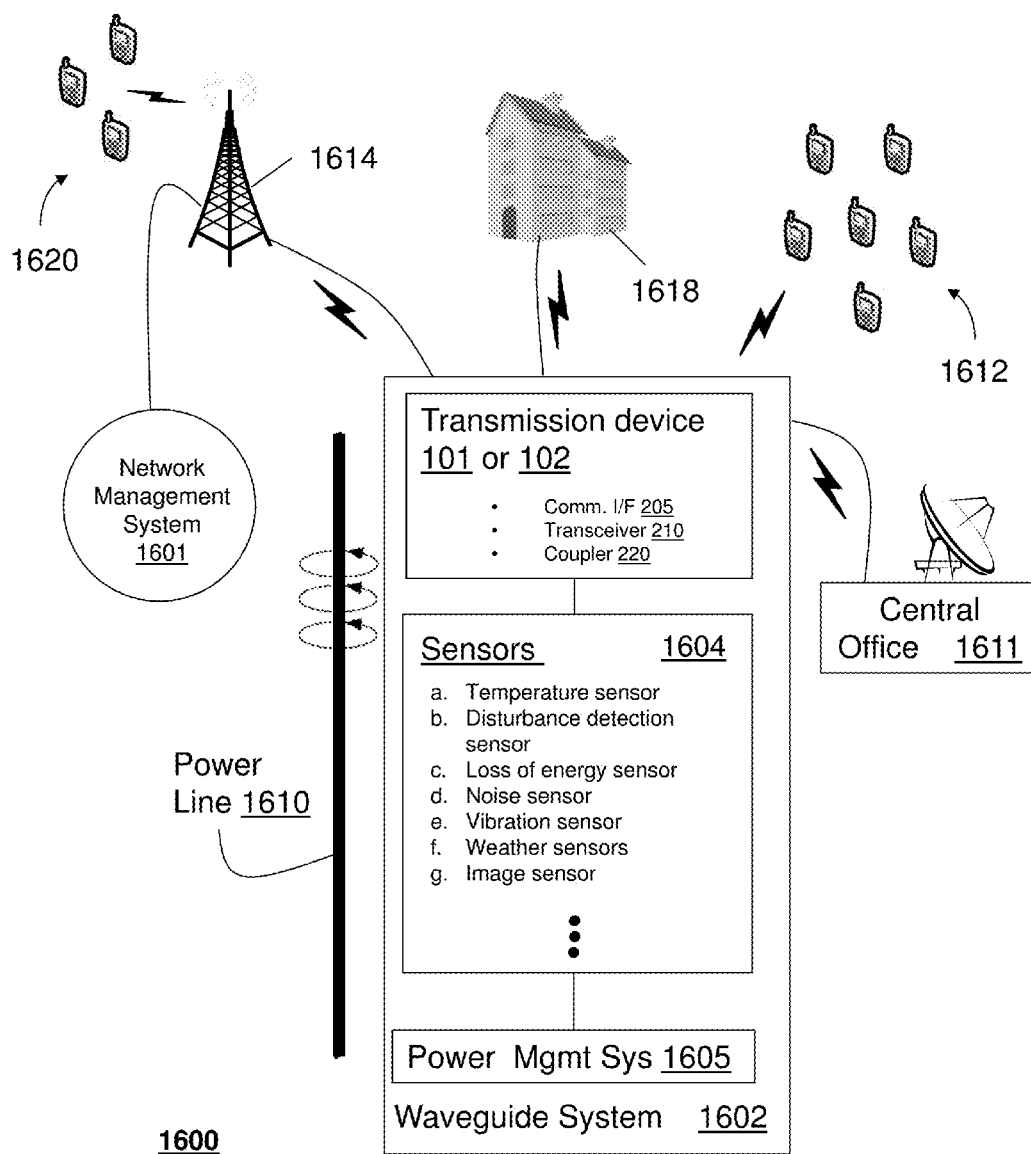 1614
1620
1618
1612
Network
Management
System
1601
Transmission device
101 or 102
• Comm. I/F 205
• Transceiver 210
• Coupler 220
Central
Office 1611
Sensors 1604
a. Temperature sensor
b. Disturbance detection
sensor
c. Loss of energy sensor
d. Noise sensor
e. Vibration sensor
f. Weather sensors
g. Image sensor
Power
Line 1610
Power Mgmt Sys 1605
Waveguide System 1602
1600